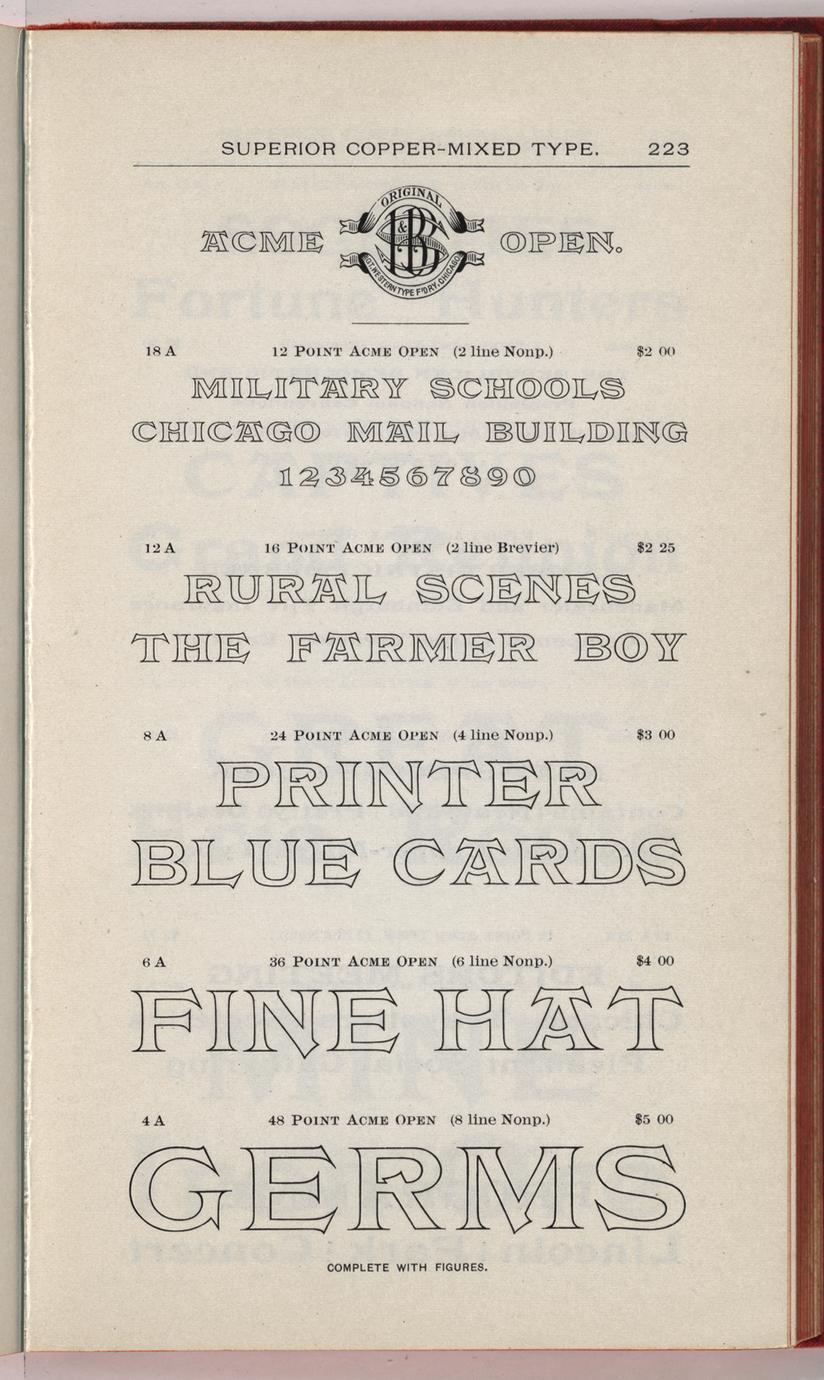 SUPERIOR COPPER-MIXED TYPE. 223
ORIGINAL
ACME OPEN.
B&SB
GT. WESTERN TYPE F'DRY, CHICAGO
18 A 12 Point Acme Open (2 line Nonp.) $2 00
MILITARY SCHOOLS
CHICAGO MAIL BUILDING
1234567890
12 A 16 Point Acme Open (2 line Brevier) $2 25
RURAL SCENES
THE FARMER BOY
8 A 24 Point Acme Open (4 line Nonp.) $3 00
PRINTER
BLUE CARDS
6 A 36 Point Acme Open (6 line Nonp.) $4 00
FINE HAT
4 A 48 Point Acme Open (8 line Nonp.) $5 00
GERMS
COMPLETE WITH FIGURES.